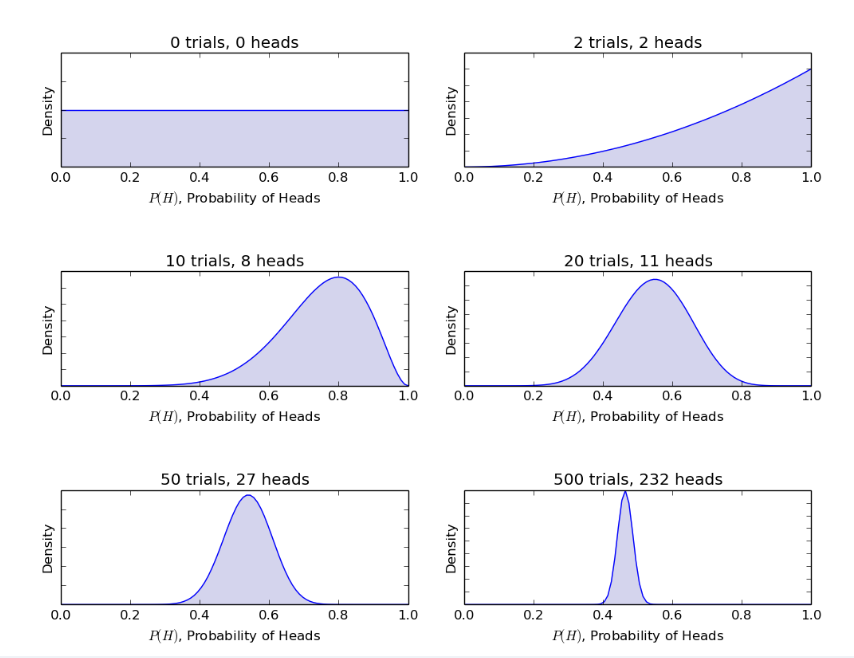 0 trials, 0 heads
Density
0.0 0.2 0.4 0.6 0.8 1.0
P(H), Probability of Heads
2 trials, 2 heads
Density
0.0 0.2 0.4 0.6 0.8 1.0
P(H), Probability of Heads
10 trials, 8 heads
Density
0.0 0.2 0.4 0.6 0.8 1.0
P(H), Probability of Heads
20 trials, 11 heads
Density
0.0 0.2 0.4 0.6 0.8 1.0
P(H), Probability of Heads
50 trials, 27 heads
Density
0.0 0.2 0.4 0.6 0.8 1.0
P(H), Probability of Heads
500 trials, 232 heads
Density
0.0 0.2 0.4 0.6 0.8 1.0
P(H), Probability of Heads